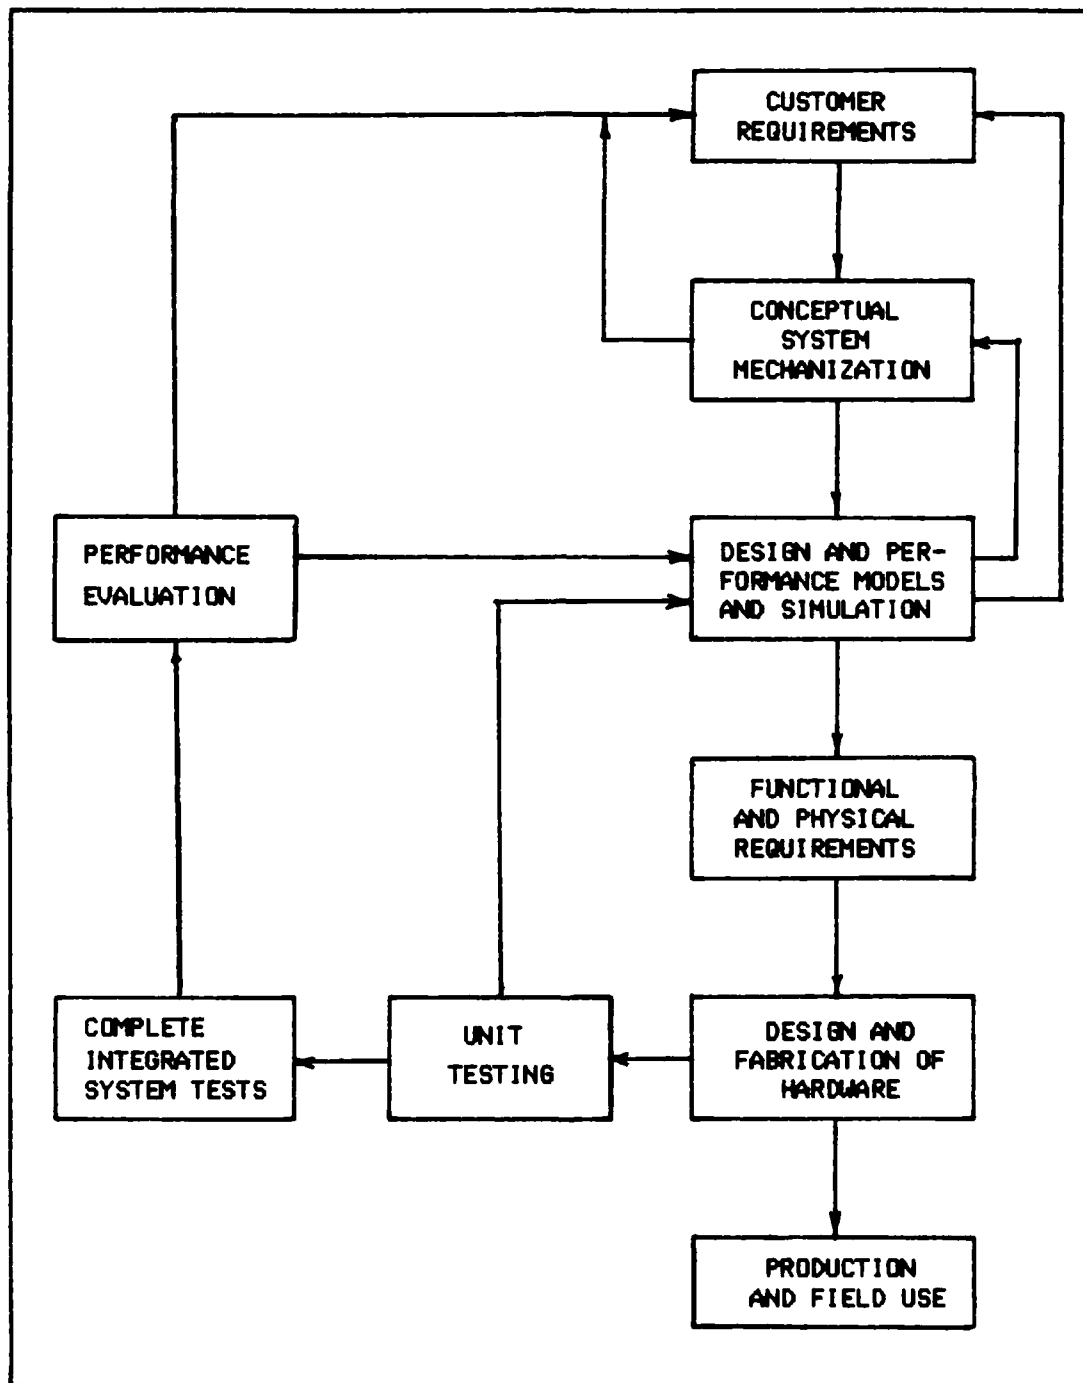 CUSTOMER
REQUIREMENTS
CONCEPTUAL
SYSTEM
MECHANIZATION
PERFORMANCE
EVALUATION
DESIGN AND PER-
FORMANCE MODELS
AND SIMULATION
FUNCTIONAL
AND PHYSICAL
REQUIREMENTS
COMPLETE
INTEGRATED
SYSTEM TESTS
UNIT
TESTING
DESIGN AND
FABRICATION OF
HARDWARE
PRODUCTION
AND FIELD USE